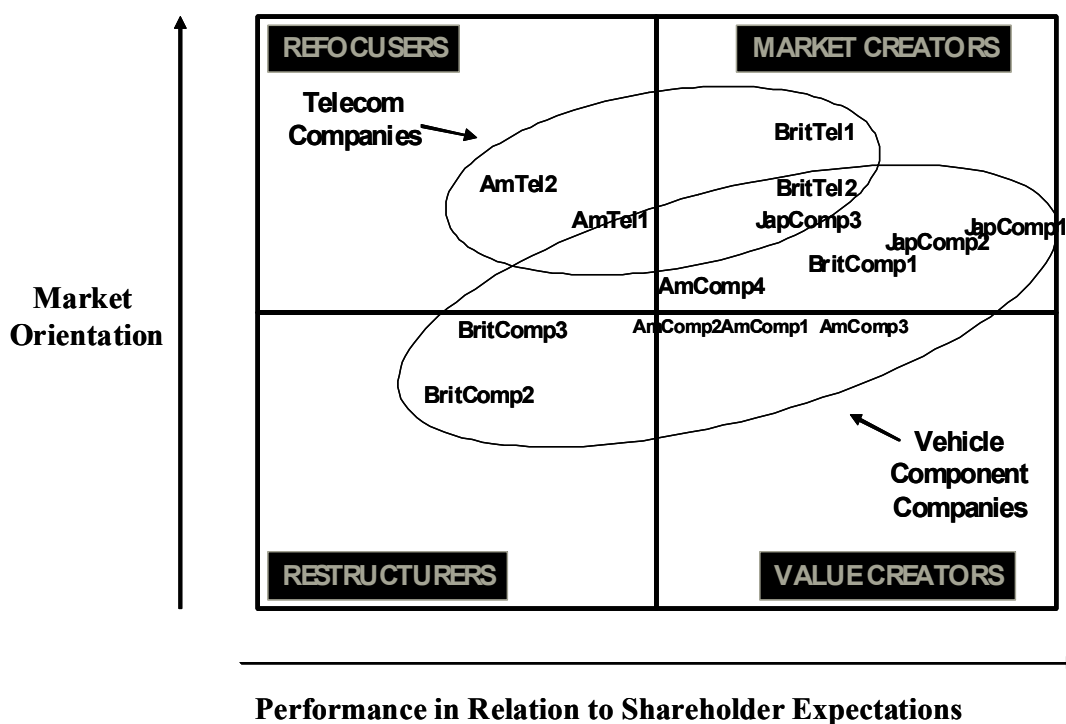 REFOCUSERS
MARKET CREATORS
Telecom
Companies
BritTel1
AmTel2
BritTel2
AmTel1
JapComp3
JapComp1
JapComp2
BritComp1
AmComp4
Market
Orientation
BritComp3
AmComp2
AmComp1
AmComp3
BritComp2
Vehicle
Component
Companies
RESTRUCTURERS
VALUE CREATORS
Performance in Relation to Shareholder Expectations